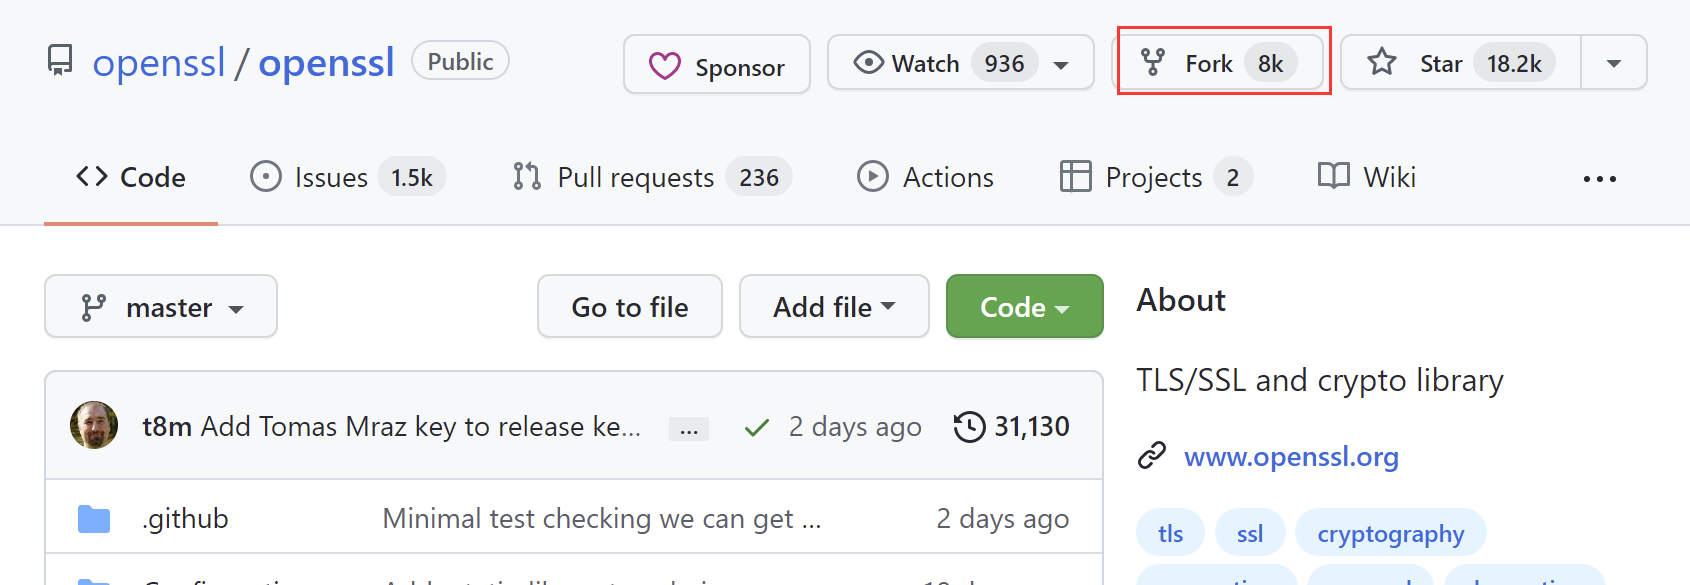 openssl / openssl Public Sponsor Watch 936 Fork 8k Star 18.2k
Code Issues 1.5k Pull requests 236 Actions Projects 2 Wiki ...
master Go to file Add file Code
About
TLS/SSL and crypto library
www.openssl.org
tls ssl cryptography
t8m Add Tomas Mraz key to release ke... ... 2 days ago 31,130
.github Minimal test checking we can get ... 2 days ago